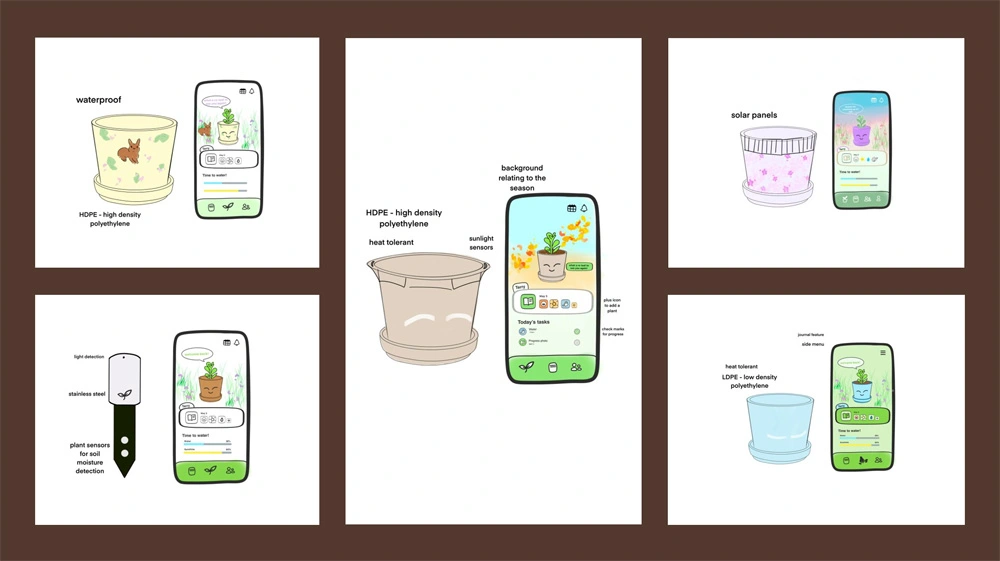 waterproof
HDPE - high density
polyethylene
Time to water!
light detection
stainless steel
plant sensors
for soil
moisture
detection
Time to water!
background
relating to the
season
HDPE - high density
polyethylene
heat tolerant
sunlight
sensors
Terry
Today's tasks
plus icon
to add a
plant
check marks
for progress
solar panels
Time to water!
journal feature
side menu
heat tolerant
LDPE - low density
polyethylene
Time to water!